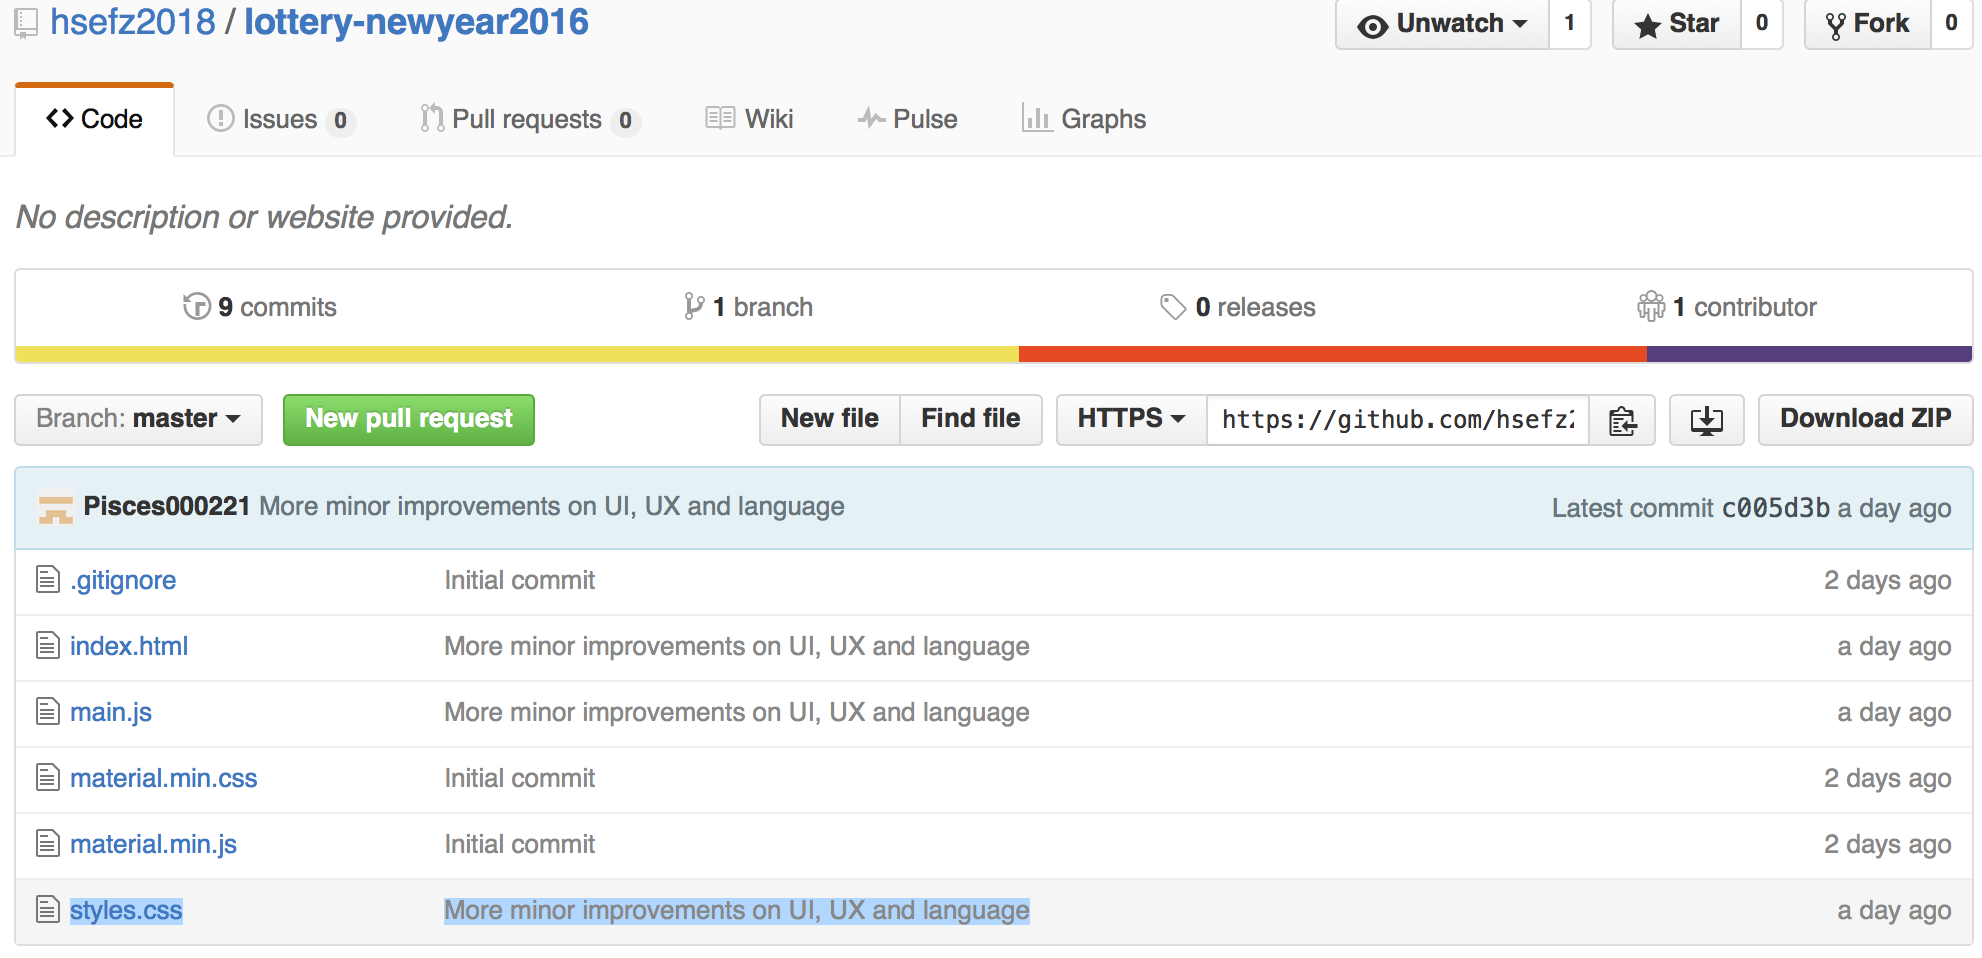 hsefz2018 / lottery-newyear2016
Unwatch 1 Star 0 Fork 0
Code Issues 0 Pull requests 0 Wiki Pulse Graphs
No description or website provided.
9 commits 1 branch 0 releases 1 contributor
Branch: master New pull request New file Find file HTTPS https://github.com/hsefz Download ZIP
Pisces000221 More minor improvements on UI, UX and language Latest commit c005d3b a day ago
.gitignore Initial commit 2 days ago
index.html More minor improvements on UI, UX and language a day ago
main.js More minor improvements on UI, UX and language a day ago
material.min.css Initial commit 2 days ago
material.min.js Initial commit 2 days ago
styles.css More minor improvements on UI, UX and language a day ago